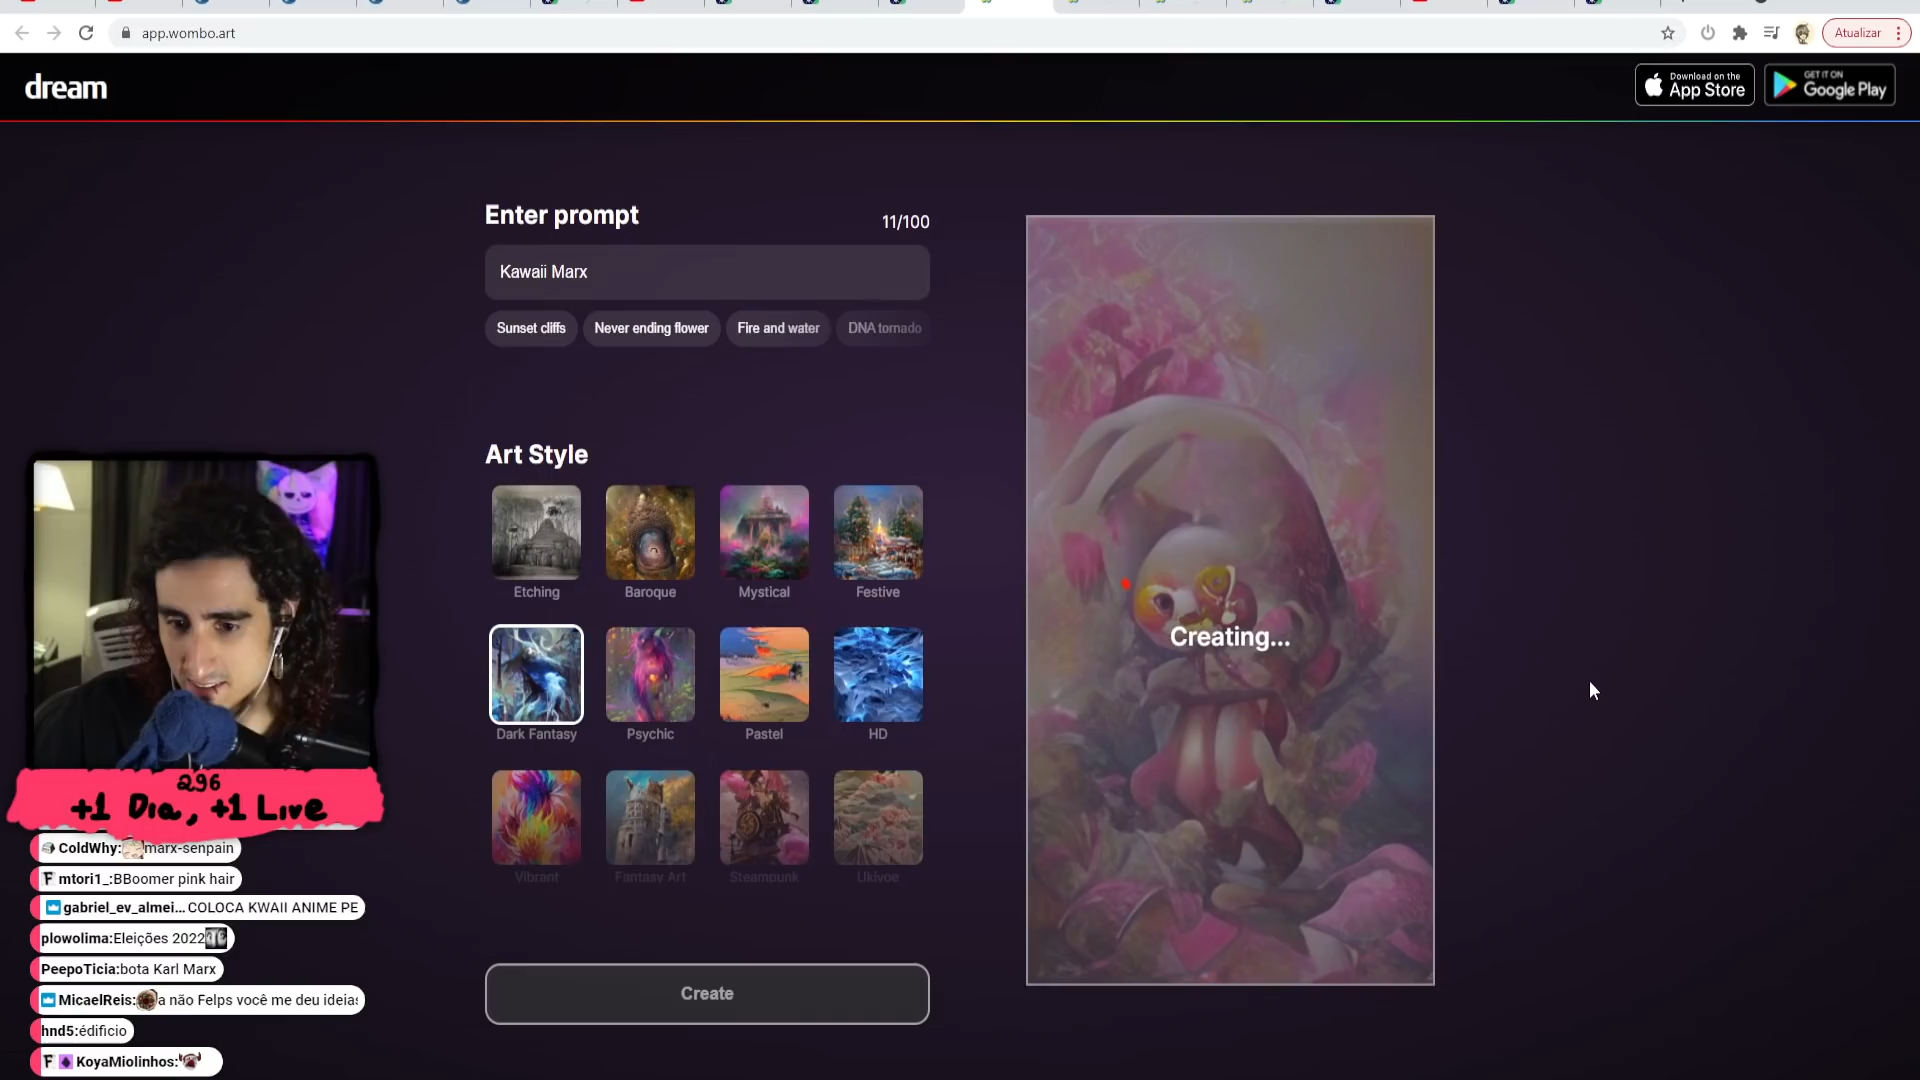 app.wombo.art
Atualizar
dream
Download on the
App Store
GET IT ON
Google Play
Enter prompt
11/100
Kawaii Marx
Sunset cliffs
Never ending flower
Fire and water
DNA tornado
Art Style
Etching
Baroque
Mystical
Festive
Dark Fantasy
Psychic
Pastel
HD
Vibrant
Fantasy Art
Steampunk
Ukiyoe
Create
Creating...
296
+1 Dia, +1 Live
ColdWhy: marx-senpain
mtori1_:BBoomer pink hair
gabriel_ev_almei... COLOCA KWAII ANIME PE
plowolima:Eleições 2022
PeepoTicia:bota Karl Marx
MicaelReis: a não Felps você me deu ideias
hnd5:édificio
KoyaMiolinhos: